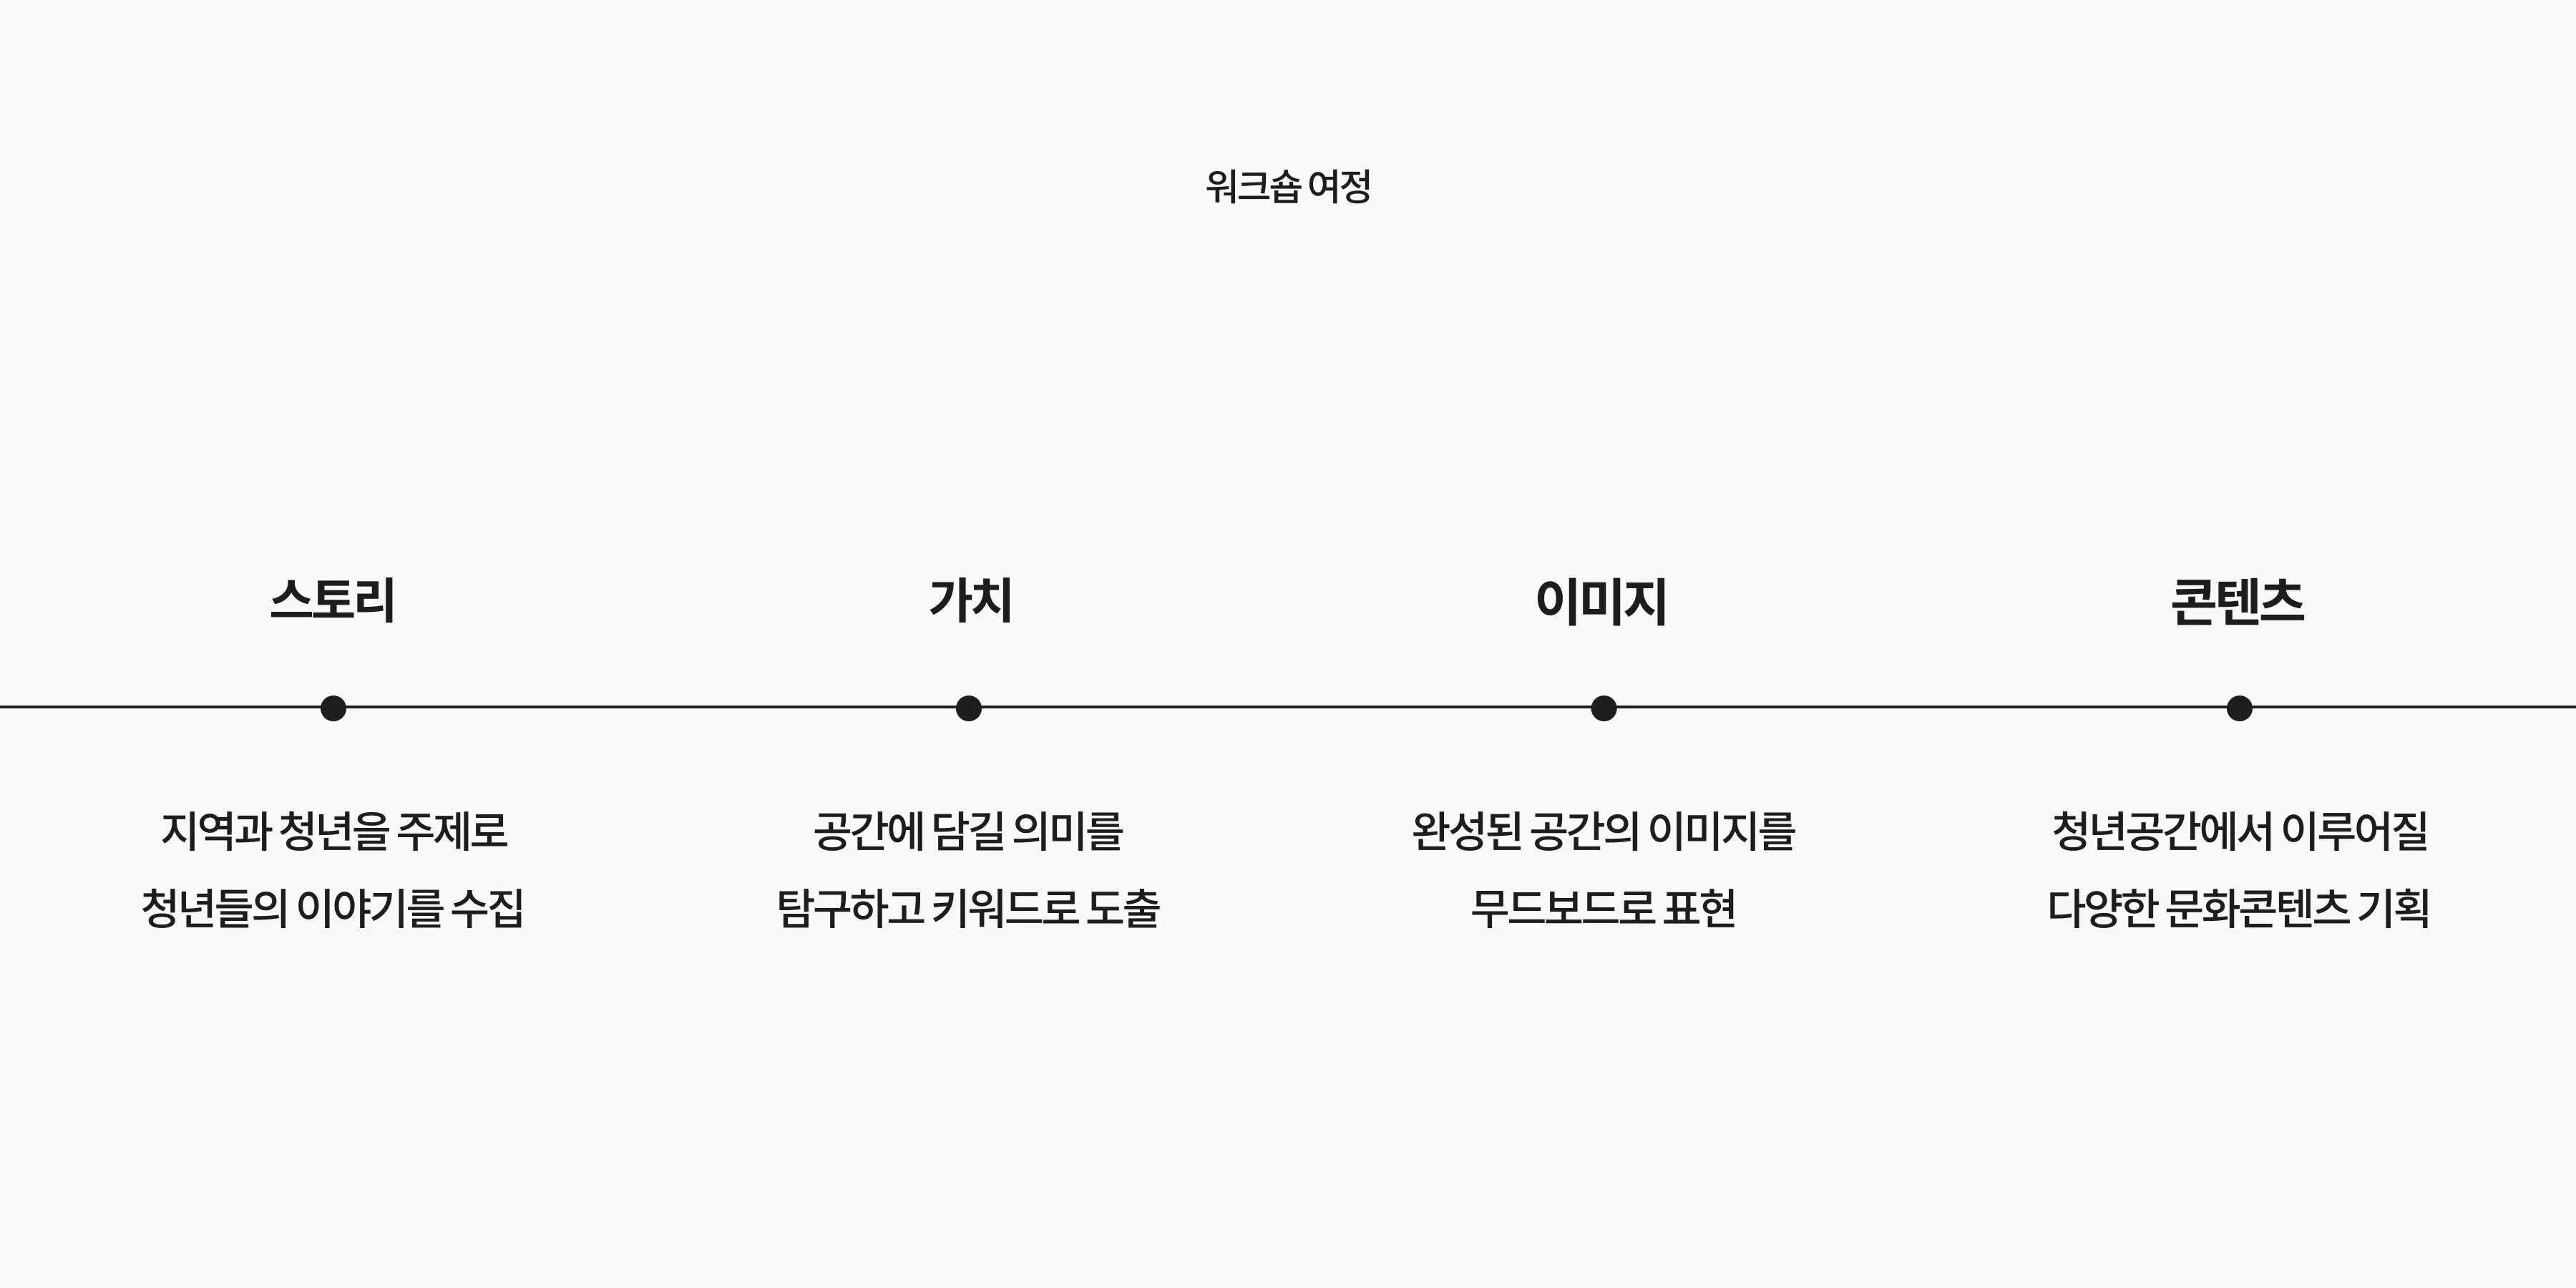 워크숍 여정
스토리
지역과 청년을 주제로
청년들의 이야기를 수집
가치
공간에 담길 의미를
탐구하고 키워드로 도출
이미지
완성된 공간의 이미지를
무드보드로 표현
콘텐츠
청년공간에서 이루어질
다양한 문화콘텐츠 기획